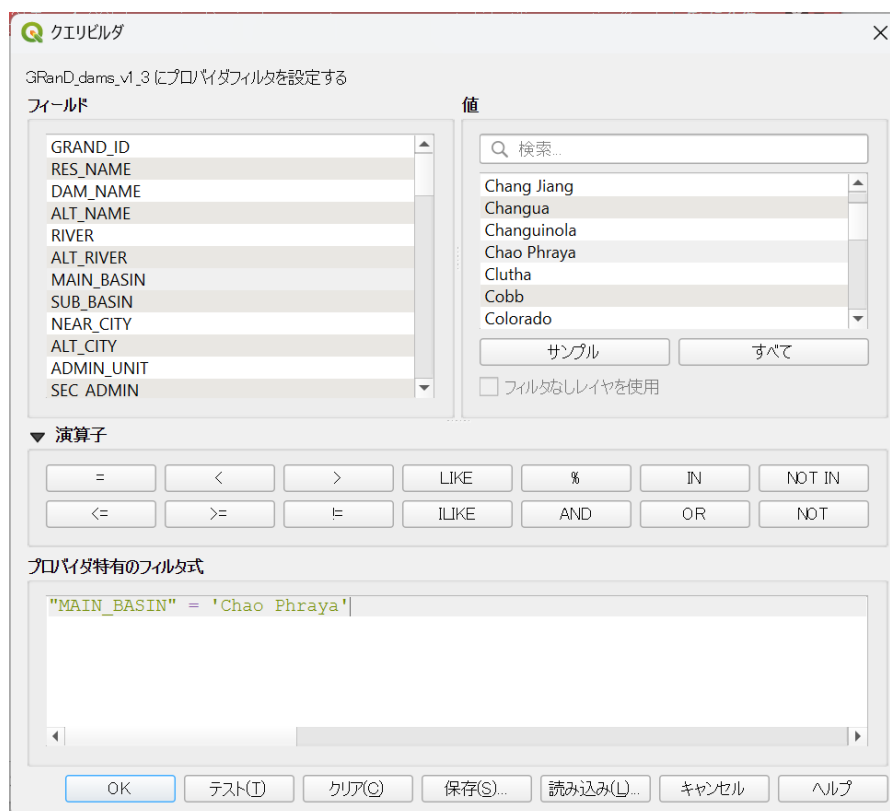 クエリビルダ
GRanD_dams_v1_3 にプロバイダフィルタを設定する
フィールド
値
GRAND_ID
RES_NAME
DAM_NAME
ALT_NAME
RIVER
ALT_RIVER
MAIN_BASIN
SUB_BASIN
NEAR_CITY
ALT_CITY
ADMIN_UNIT
SEC_ADMIN
検索...
Chang Jiang
Changua
Changuinola
Chao Phraya
Clutha
Cobb
Colorado
サンプル すべて
フィルタなしレイヤを使用
演算子
= < > LIKE % IN NOT IN
<= >= != ILIKE AND OR NOT
プロバイダ特有のフィルタ式
"MAIN_BASIN" = 'Chao Phraya'
OK テスト(T) クリア(C) 保存(S)... 読み込み(L)... キャンセル ヘルプ